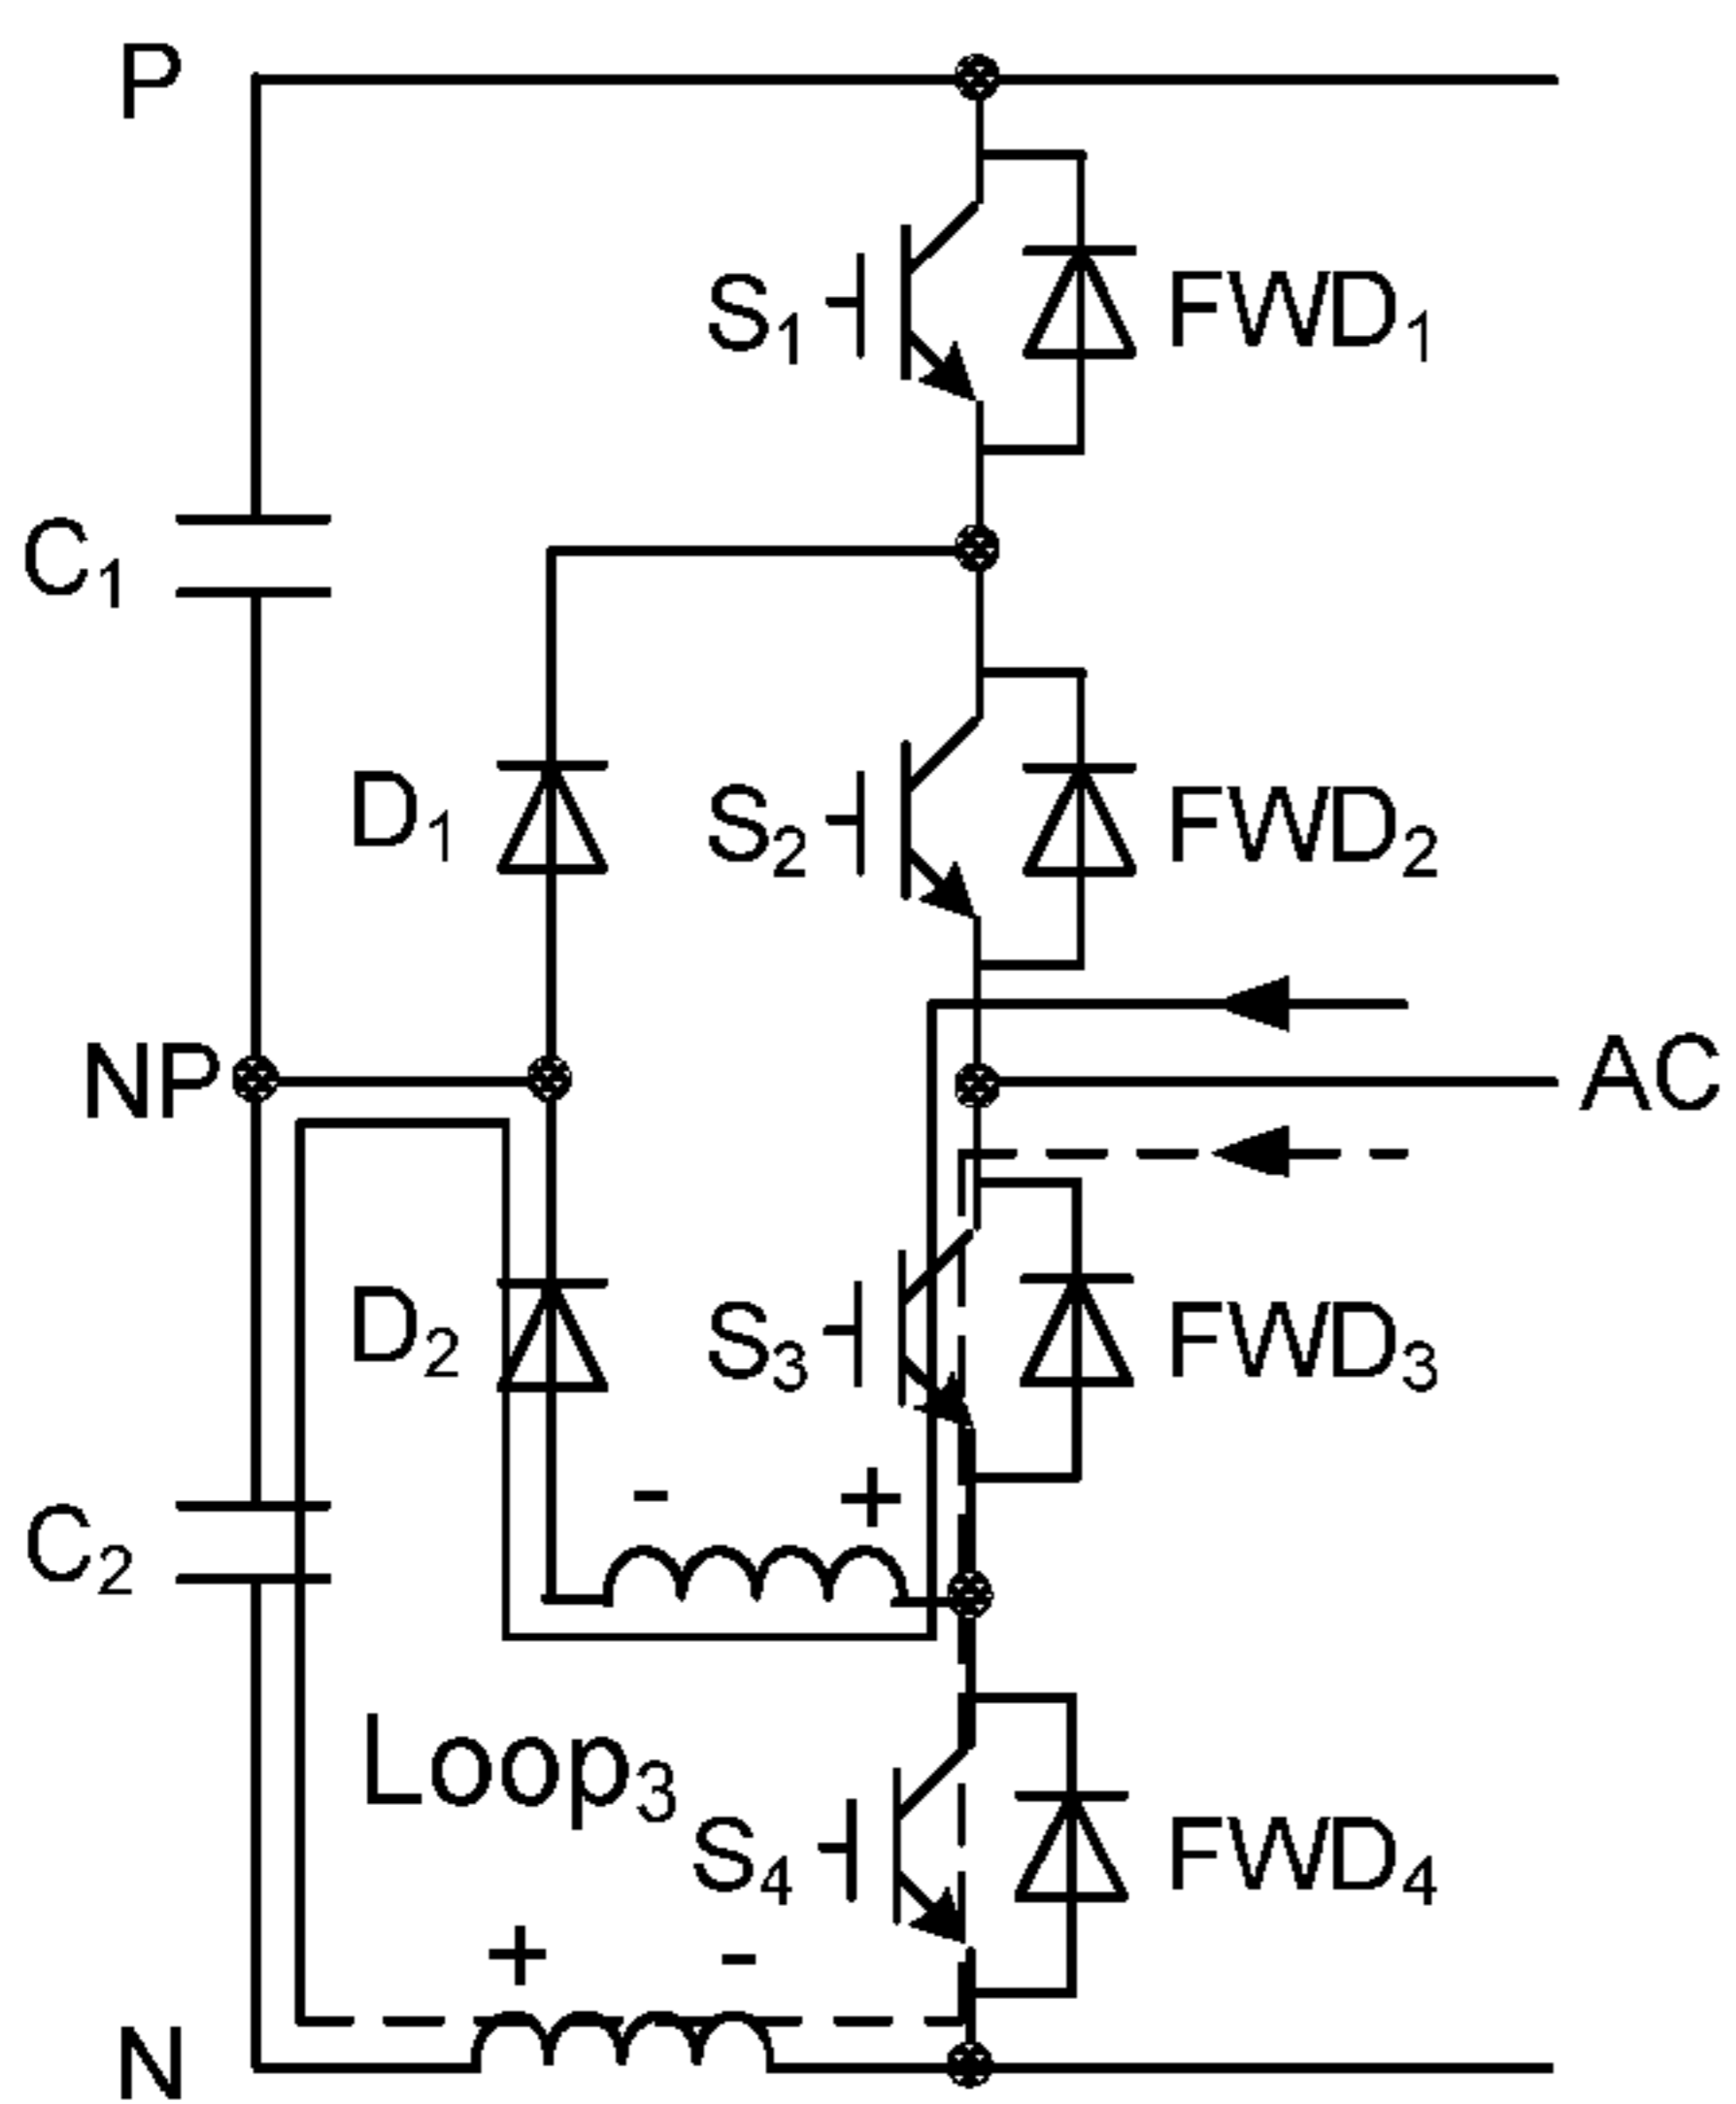 P
S₁ FWD₁
C₁
D₁ S₂ FWD₂
NP AC
D₂ S₃ FWD₃
- +
C₂
Loop₃
S₄ FWD₄
+ -
N